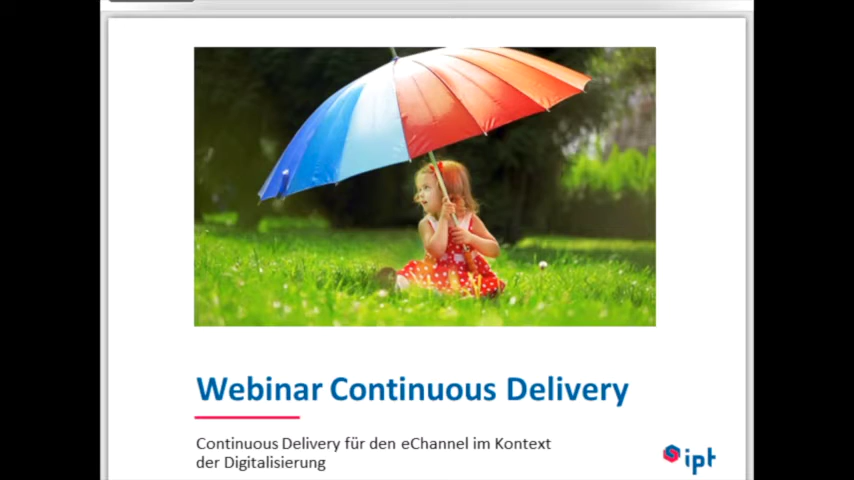 Webinar Continuous Delivery
Continuous Delivery für den eChannel im Kontext
der Digitalisierung
ipt